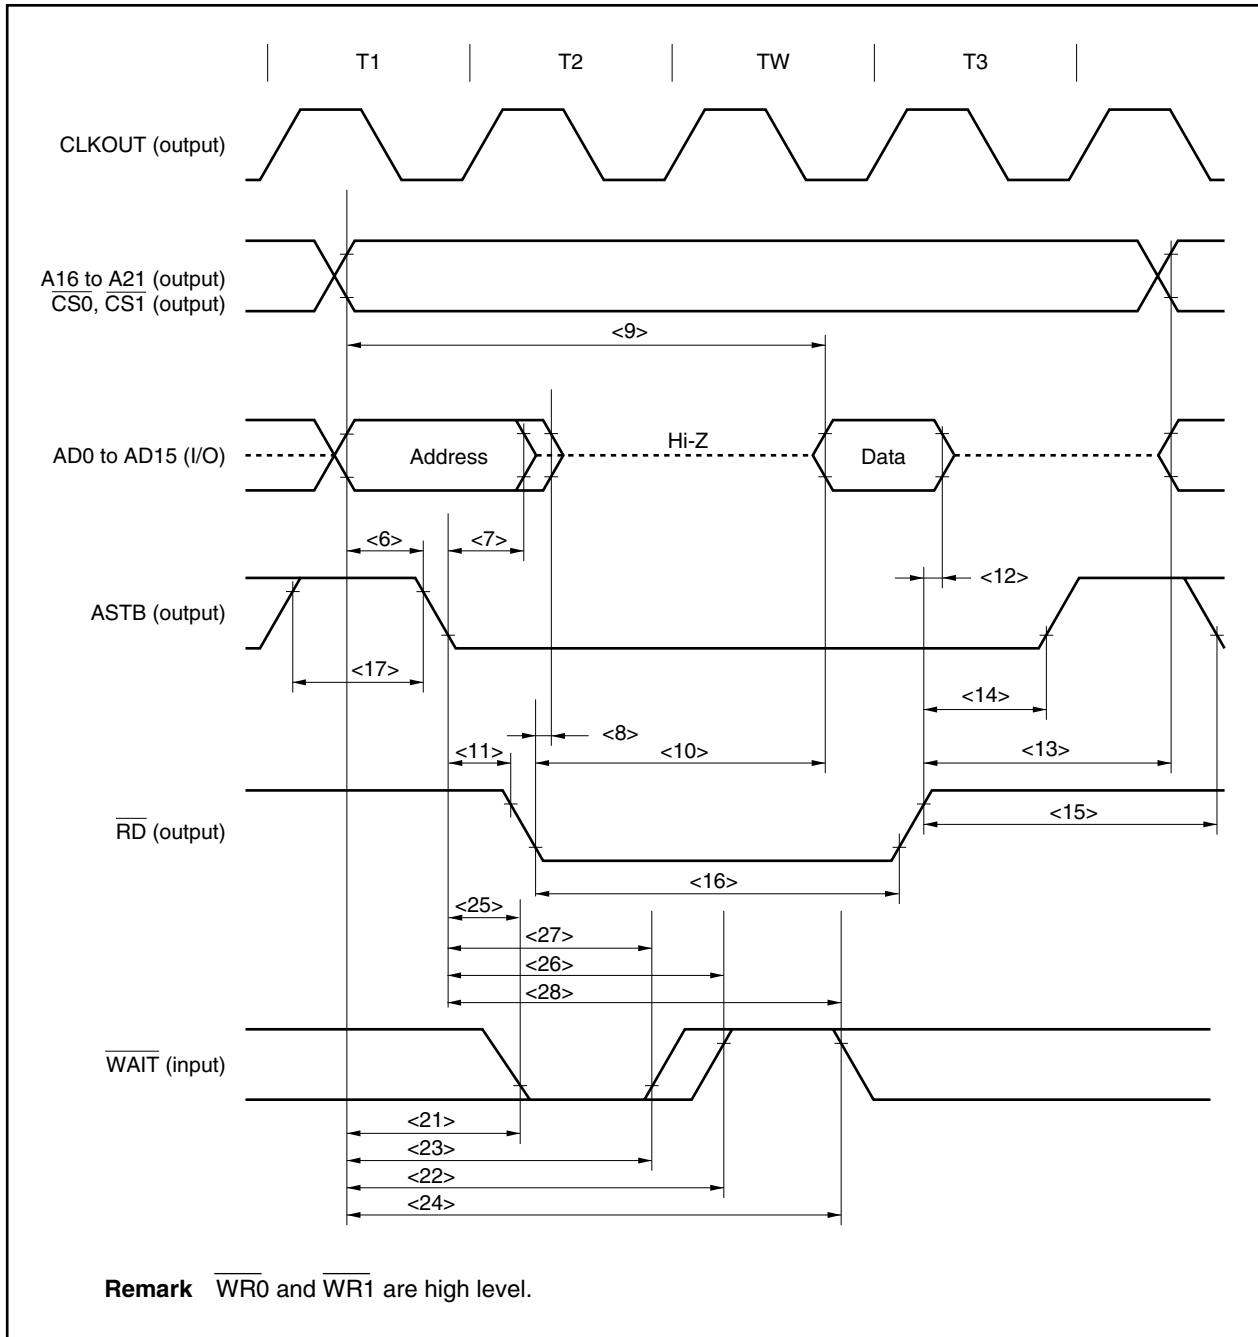 T1 T2 TW T3
CLKOUT (output)
A16 to A21 (output)
CS0, CS1 (output)
<9>
Hi-Z
AD0 to AD15 (I/O)
Address
Data
<6>
<7>
<12>
ASTB (output)
<17>
<14>
<8>
<11>
<10>
<13>
<15>
RD (output)
<16>
<25>
<27>
<26>
<28>
WAIT (input)
<21>
<23>
<22>
<24>
Remark WR0 and WR1 are high level.